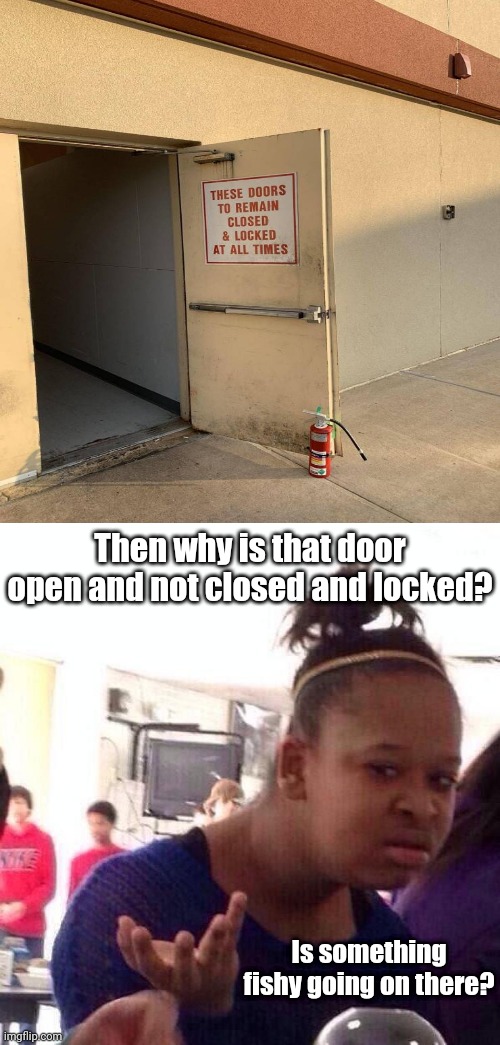 THESE DOORS
TO REMAIN
CLOSED
& LOCKED
AT ALL TIMES
Then why is that door
open and not closed and locked?
NIKE
Is something
fishy going on there?
imgflip.com